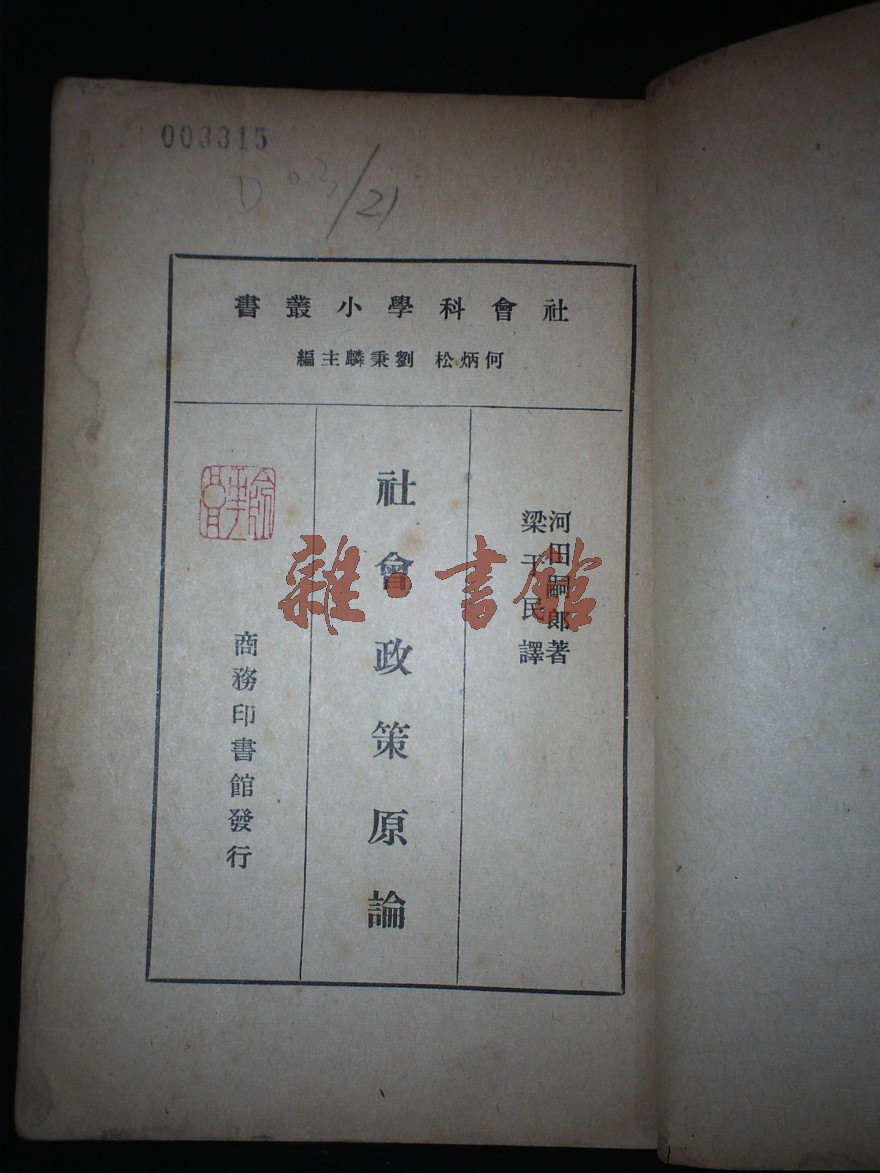 003315
D03/21
社會科學小叢書
何炳松 劉秉麟主編
河田嗣郎著
梁子民譯
社會政策原論
商務印書館發行
雜·書館